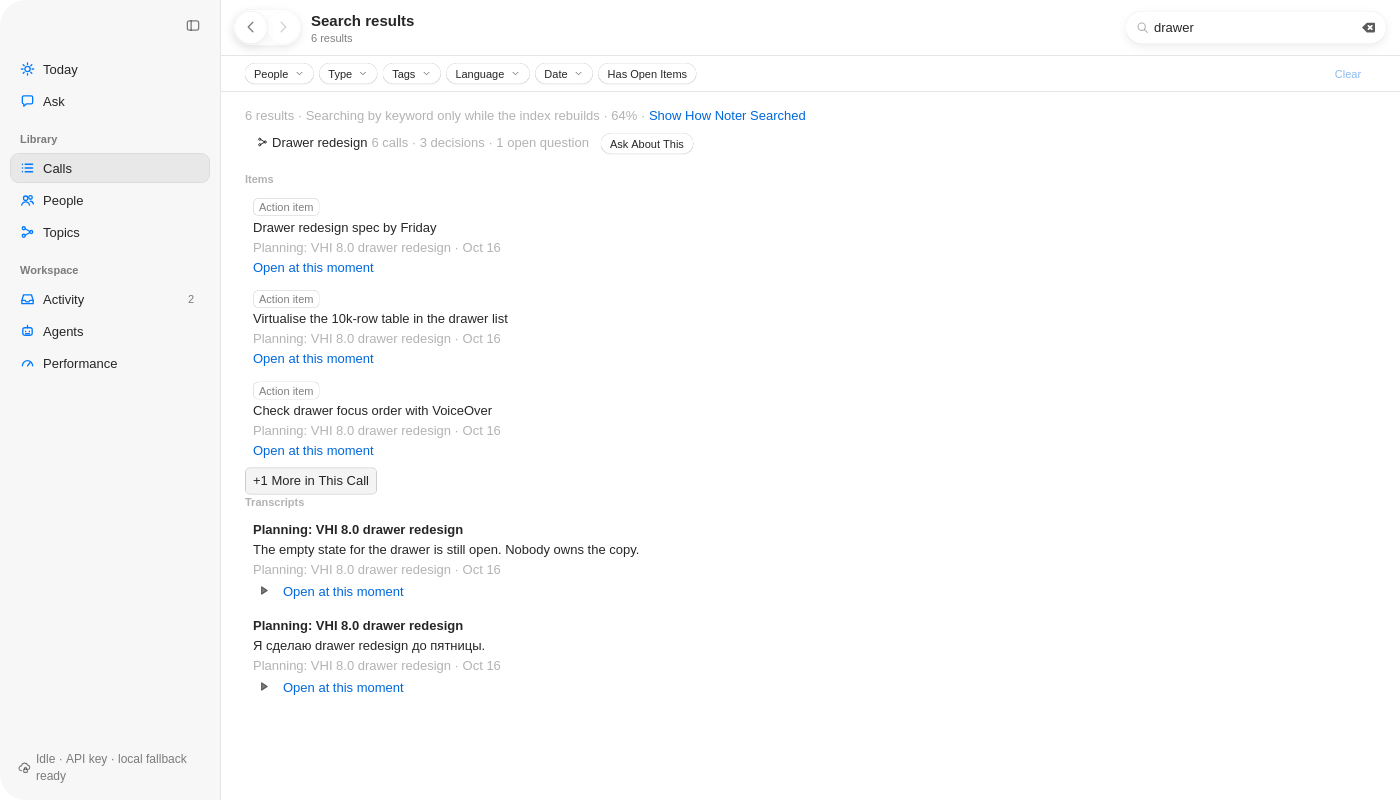 Search results
6 results
drawer
Today
Ask
Library
Calls
People
Topics
Workspace
Activity 2
Agents
Performance
Idle · API key · local fallback
ready
People Type Tags Language Date Has Open Items Clear
6 results · Searching by keyword only while the index rebuilds · 64% · Show How Noter Searched
Drawer redesign 6 calls · 3 decisions · 1 open question Ask About This
Items
Action item
Drawer redesign spec by Friday
Planning: VHI 8.0 drawer redesign · Oct 16
Open at this moment
Action item
Virtualise the 10k-row table in the drawer list
Planning: VHI 8.0 drawer redesign · Oct 16
Open at this moment
Action item
Check drawer focus order with VoiceOver
Planning: VHI 8.0 drawer redesign · Oct 16
Open at this moment
+1 More in This Call
Transcripts
Planning: VHI 8.0 drawer redesign
The empty state for the drawer is still open. Nobody owns the copy.
Planning: VHI 8.0 drawer redesign · Oct 16
Open at this moment
Planning: VHI 8.0 drawer redesign
Я сделаю drawer redesign до пятницы.
Planning: VHI 8.0 drawer redesign · Oct 16
Open at this moment